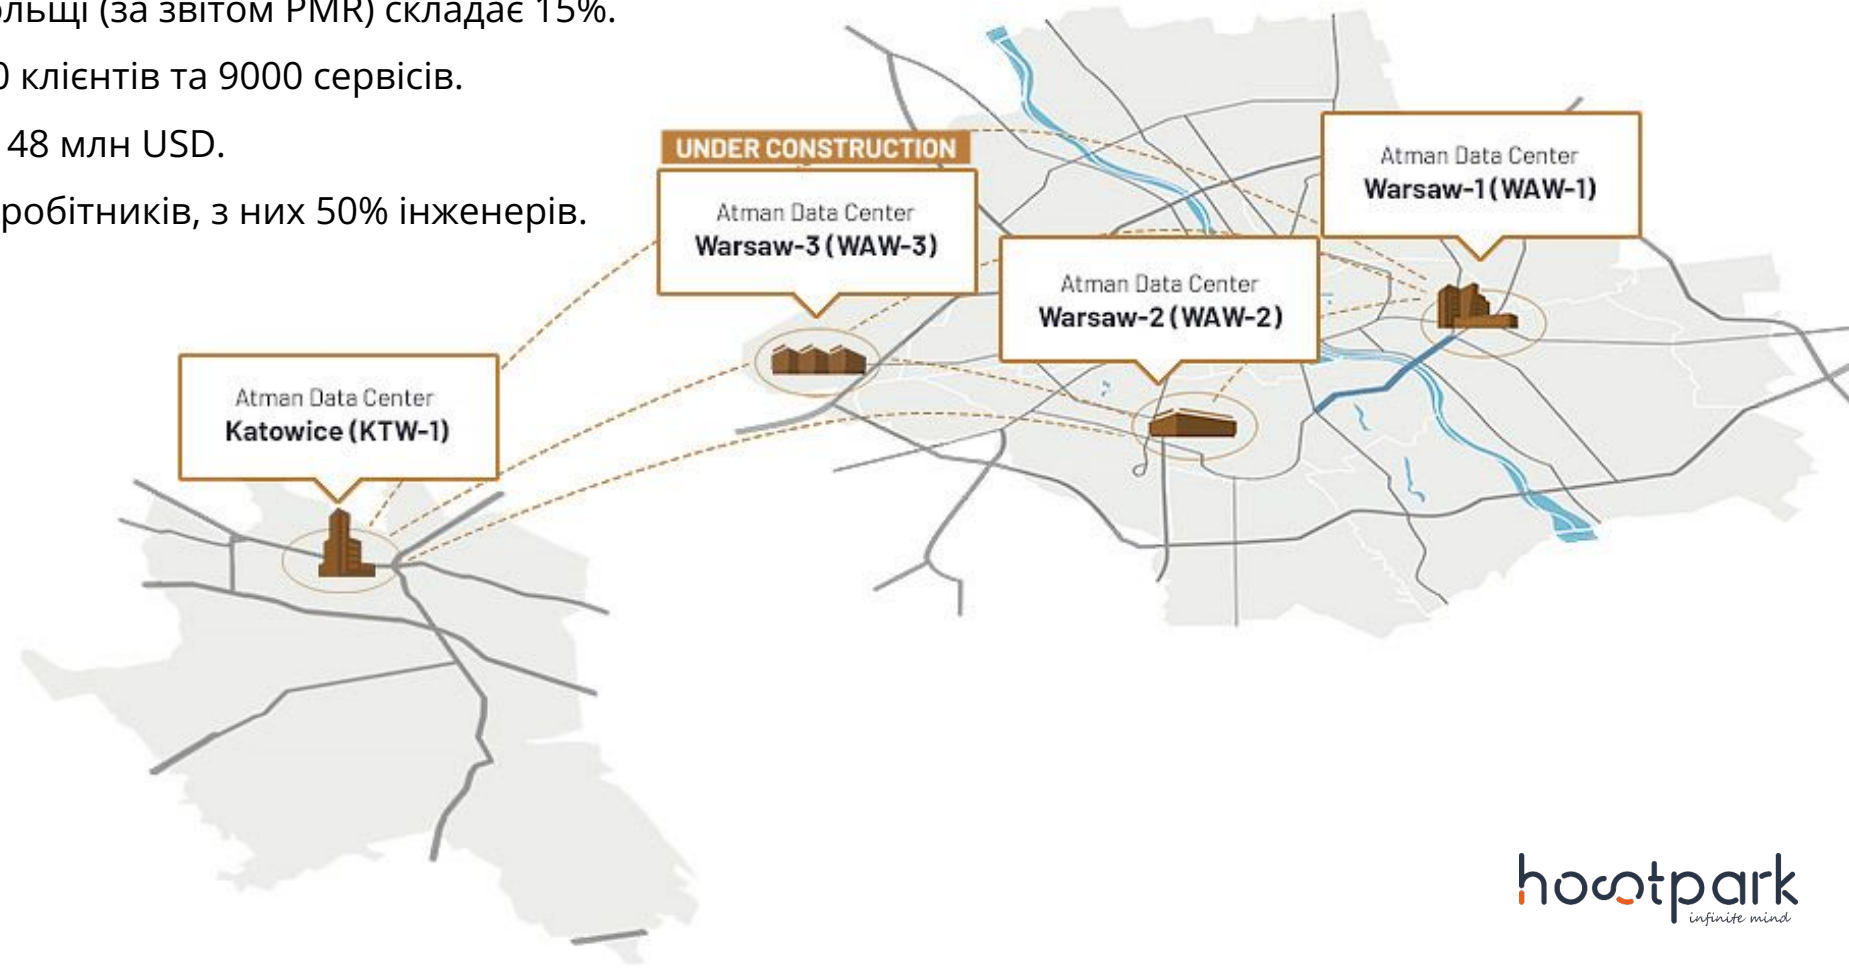 (за звітом PMR) складає 15%.
клієнтів та 9000 сервісів.
48 млн USD.
робітників, з них 50% інженерів.
UNDER CONSTRUCTION
Atman Data Center
Warsaw-3 (WAW-3)
Atman Data Center
Warsaw-1 (WAW-1)
Atman Data Center
Warsaw-2 (WAW-2)
Atman Data Center
Katowice (KTW-1)
hostpark
infinite mind